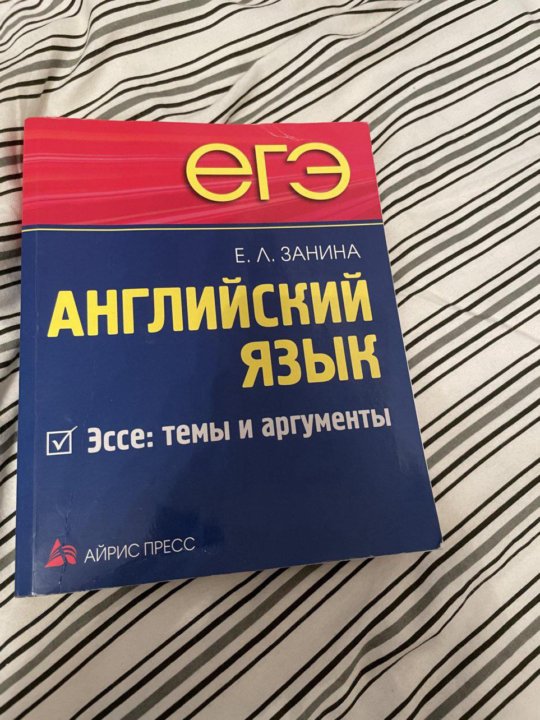 егэ
Е. Л. ЗАНИНА
АНГЛИЙСКИЙ
ЯЗЫК
Эссе: темы и аргументы
АЙРИС ПРЕСС